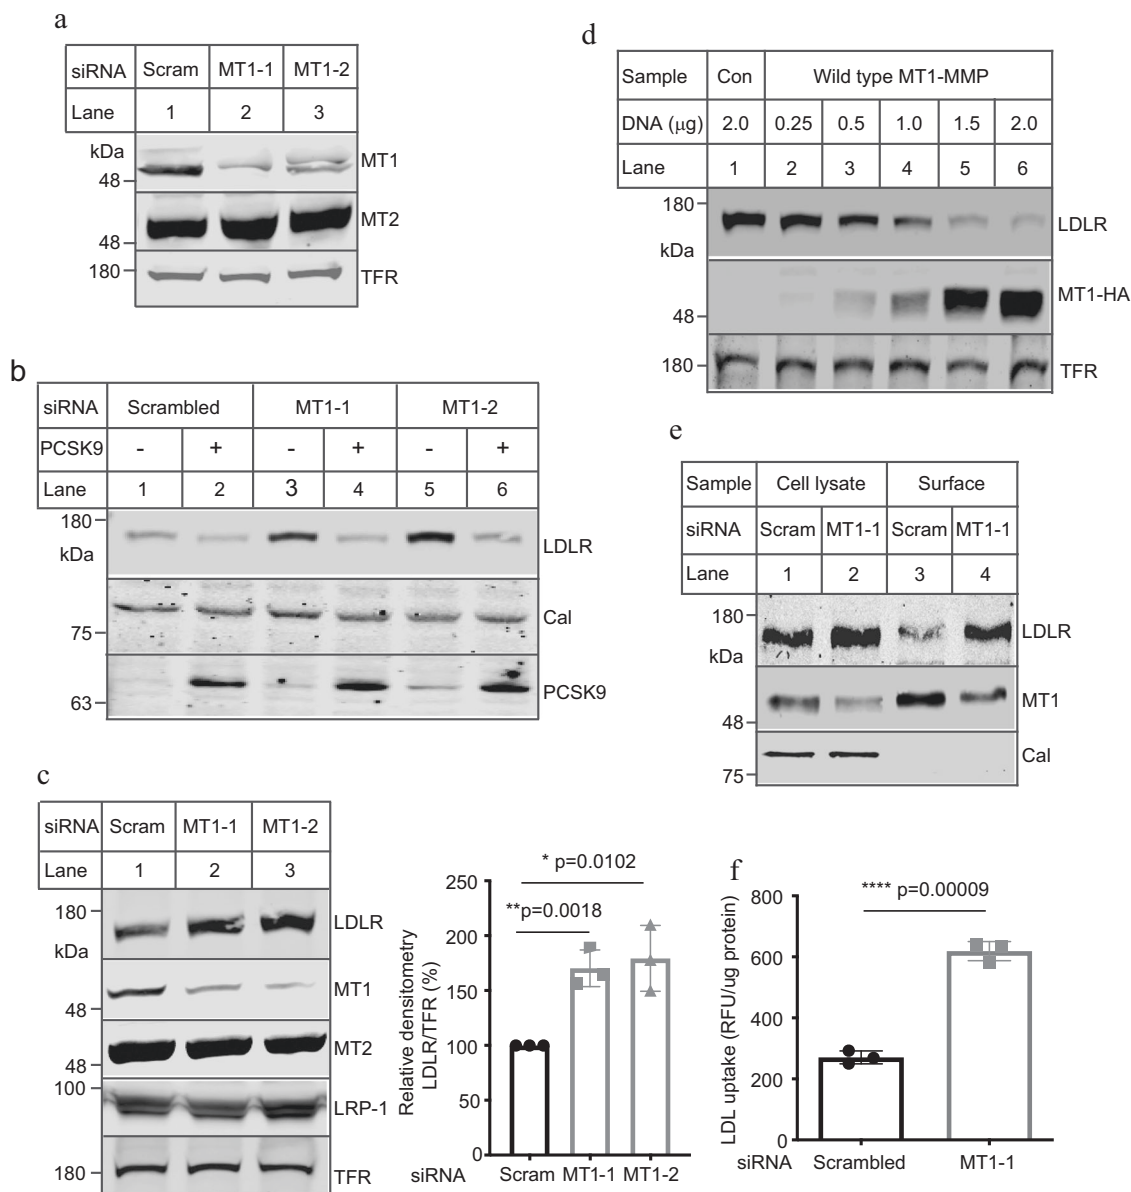 a
siRNA Scram MT1-1 MT1-2
Lane 1 2 3
kDa
MT1
48
MT2
48
180
TFR
b
siRNA Scrambled MT1-1 MT1-2
PCSK9 - + - + - +
Lane 1 2 3 4 5 6
180
kDa
LDLR
Cal
75
PCSK9
63
c
siRNA Scram MT1-1 MT1-2
Lane 1 2 3
180
LDLR
kDa
MT1
48
MT2
48
100
LRP-1
180
TFR
* p=0.0102
**p=0.0018
Relative densitometry
LDLR/TFR (%)
250
200
150
100
50
0
siRNA Scram MT1-1 MT1-2
d
Sample Con Wild type MT1-MMP
DNA (μg) 2.0 0.25 0.5 1.0 1.5 2.0
Lane 1 2 3 4 5 6
180
LDLR
kDa
MT1-HA
48
180
TFR
e
Sample Cell lysate Surface
siRNA Scram MT1-1 Scram MT1-1
Lane 1 2 3 4
180
LDLR
kDa
MT1
48
Cal
75
f
**** p=0.00009
LDL uptake (RFU/ug protein)
800
600
400
200
0
siRNA Scrambled MT1-1